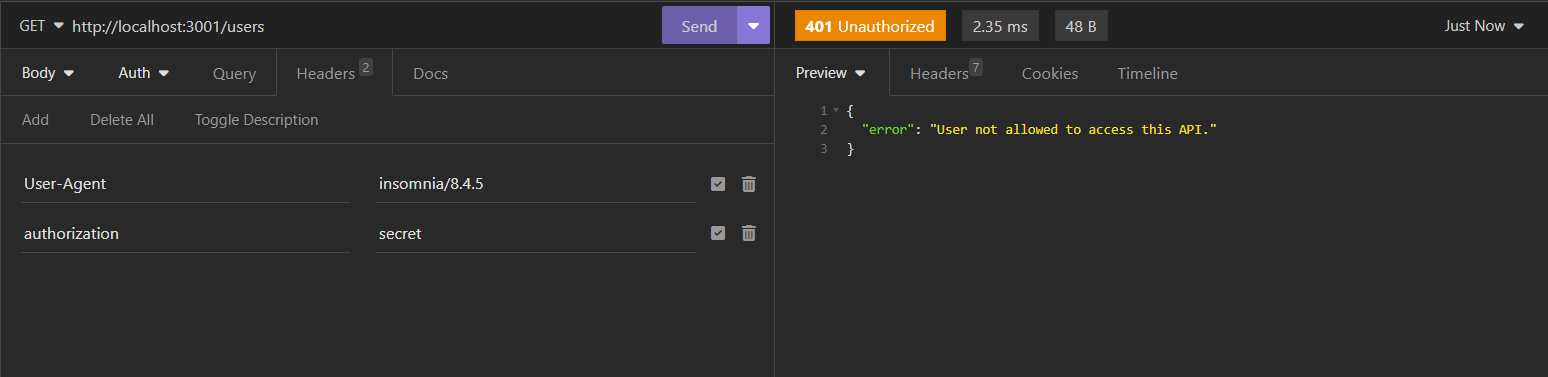 GET http://localhost:3001/users Send
Body Auth Query Headers 2 Docs
Add Delete All Toggle Description
User-Agent insomnia/8.4.5
authorization secret
401 Unauthorized 2.35 ms 48 B Just Now
Preview Headers 7 Cookies Timeline
1 {
2 "error": "User not allowed to access this API."
3 }